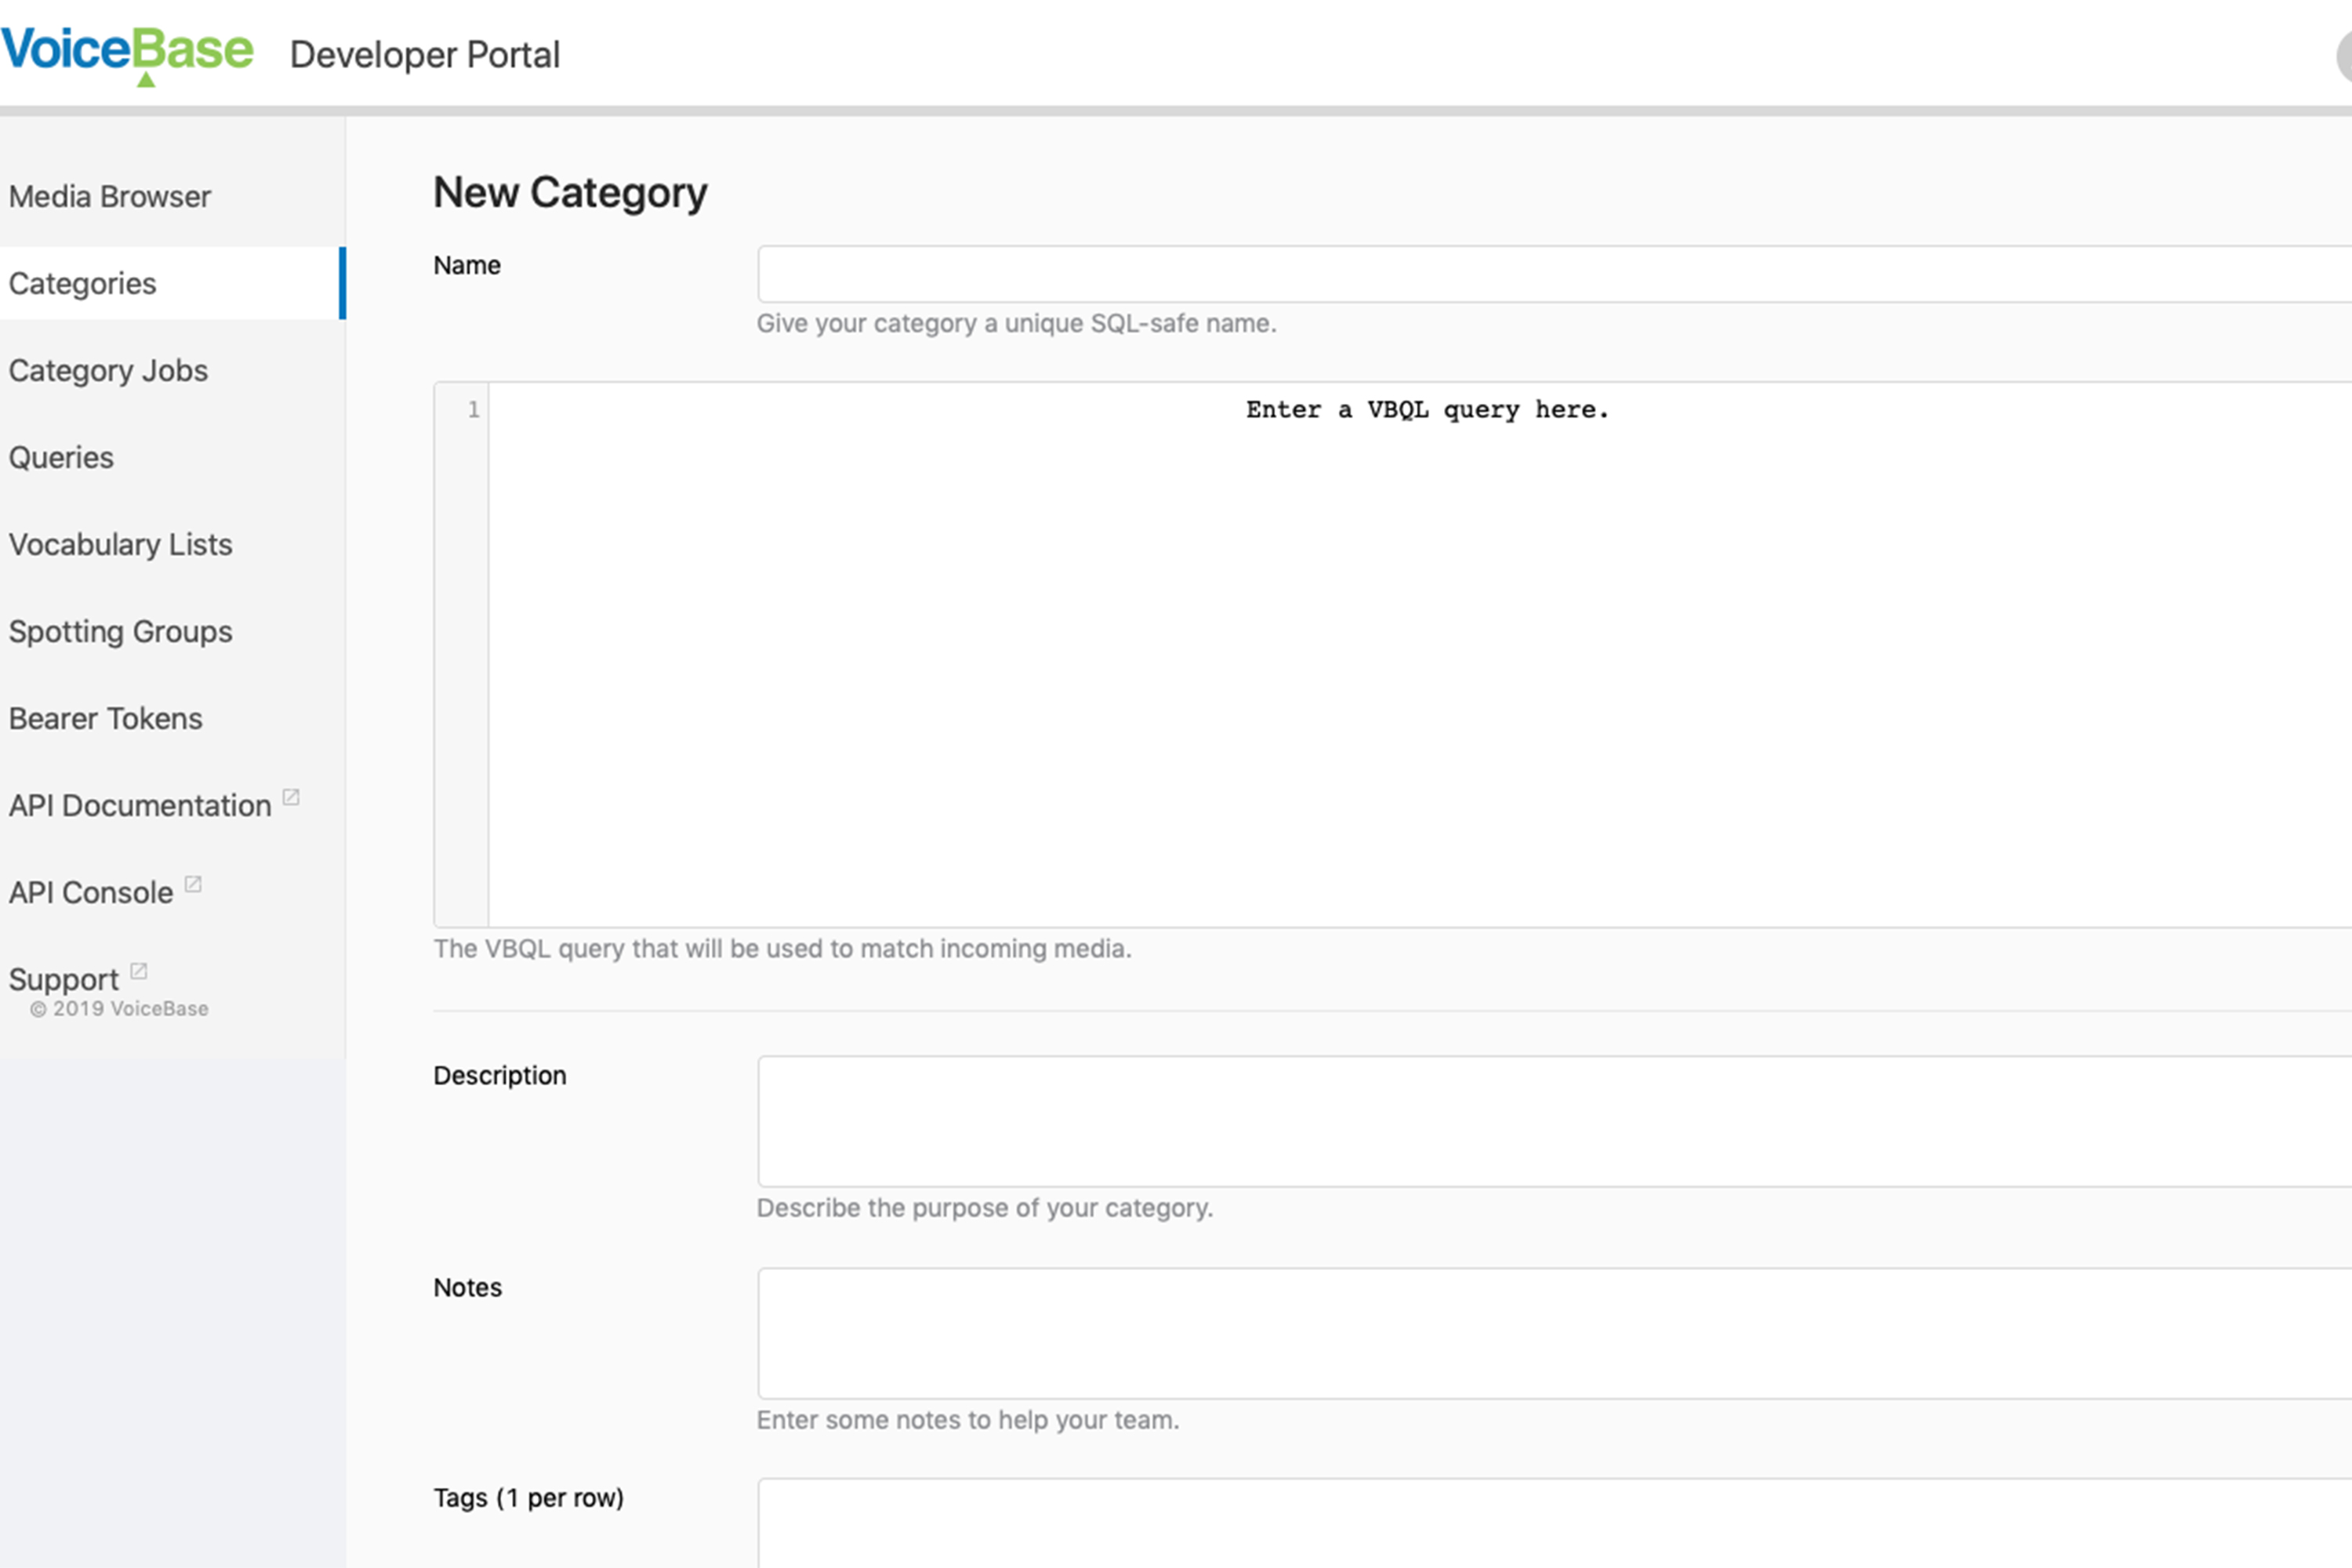 VoiceBase Developer Portal
Media Browser
Categories
Category Jobs
Queries
Vocabulary Lists
Spotting Groups
Bearer Tokens
API Documentation
API Console
Support
© 2019 VoiceBase
New Category
Name
Give your category a unique SQL-safe name.
1 Enter a VBQL query here.
The VBQL query that will be used to match incoming media.
Description
Describe the purpose of your category.
Notes
Enter some notes to help your team.
Tags (1 per row)